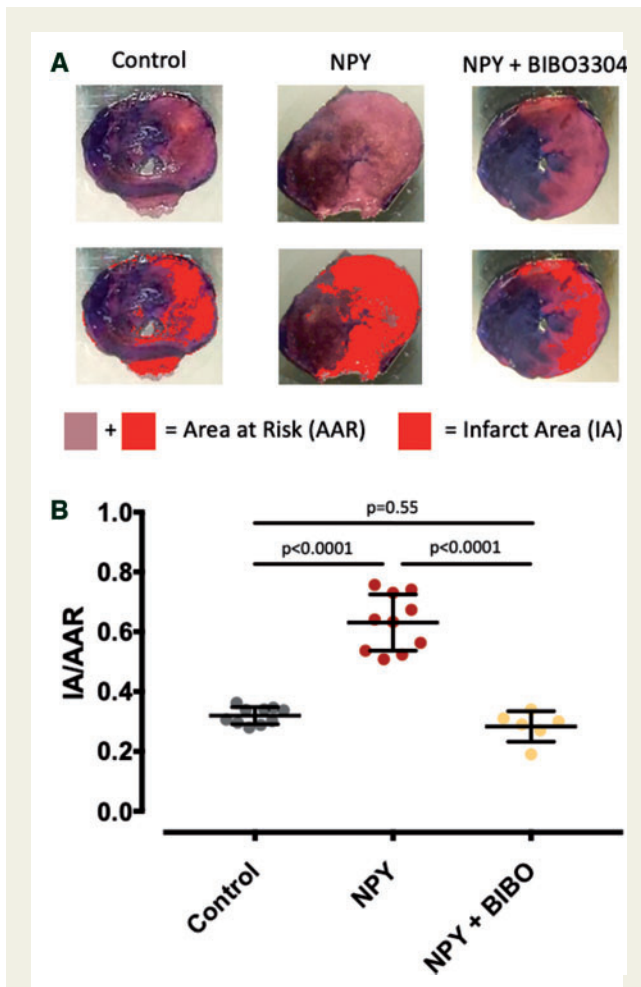 A
Control
NPY
NPY + BIBO3304
+ = Area at Risk (AAR)
= Infarct Area (IA)
B
p=0.55
p<0.0001
p<0.0001
1.0
0.8
0.6
0.4
0.2
0.0
IA/AAR
Control
NPY
NPY + BIBO